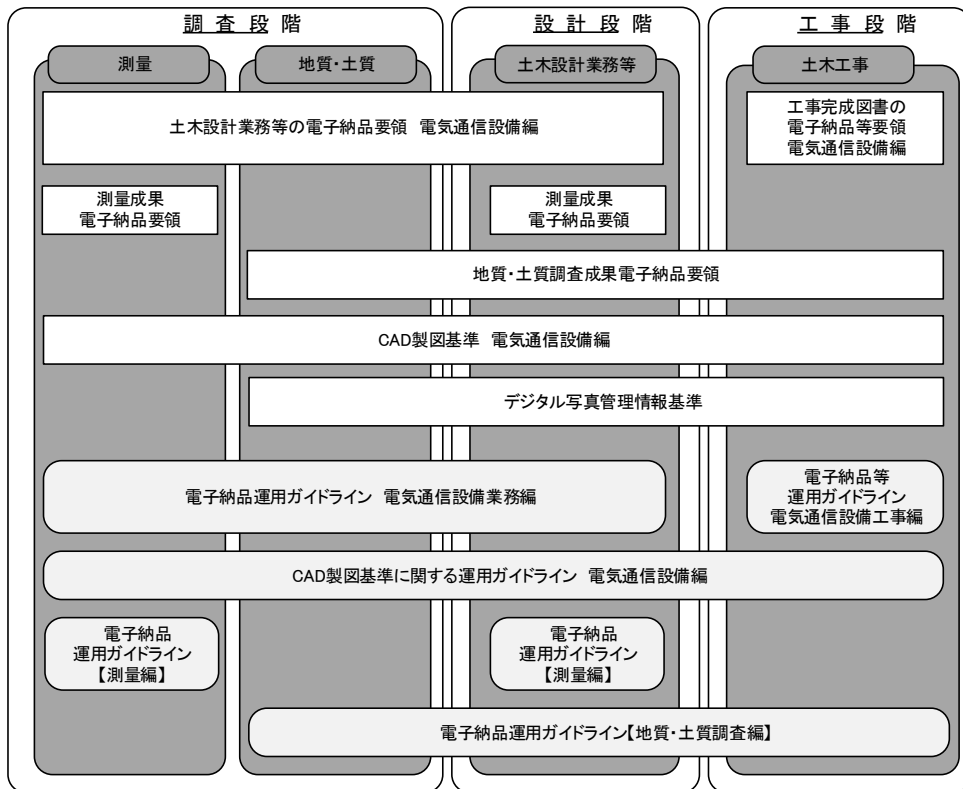 調査段階
設計段階
工事段階
測量
地質・土質
土木設計業務等
土木工事
土木設計業務等の電子納品要領 電気通信設備編
工事完成図書の
電子納品等要領
電気通信設備編
測量成果
電子納品要領
測量成果
電子納品要領
地質・土質調査成果電子納品要領
CAD製図基準 電気通信設備編
デジタル写真管理情報基準
電子納品運用ガイドライン 電気通信設備業務編
電子納品等
運用ガイドライン
電気通信設備工事編
CAD製図基準に関する運用ガイドライン 電気通信設備編
電子納品
運用ガイドライン
【測量編】
電子納品
運用ガイドライン
【測量編】
電子納品運用ガイドライン【地質・土質調査編】